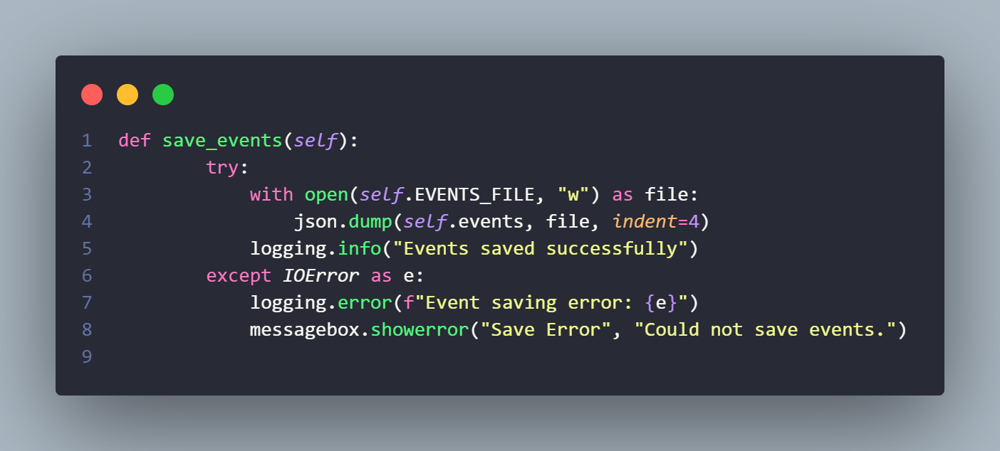 1 def save_events(self):
2         try:
3             with open(self.EVENTS_FILE, "w") as file:
4                 json.dump(self.events, file, indent=4)
5             logging.info("Events saved successfully")
6         except IOError as e:
7             logging.error(f"Event saving error: {e}")
8             messagebox.showerror("Save Error", "Could not save events.")
9